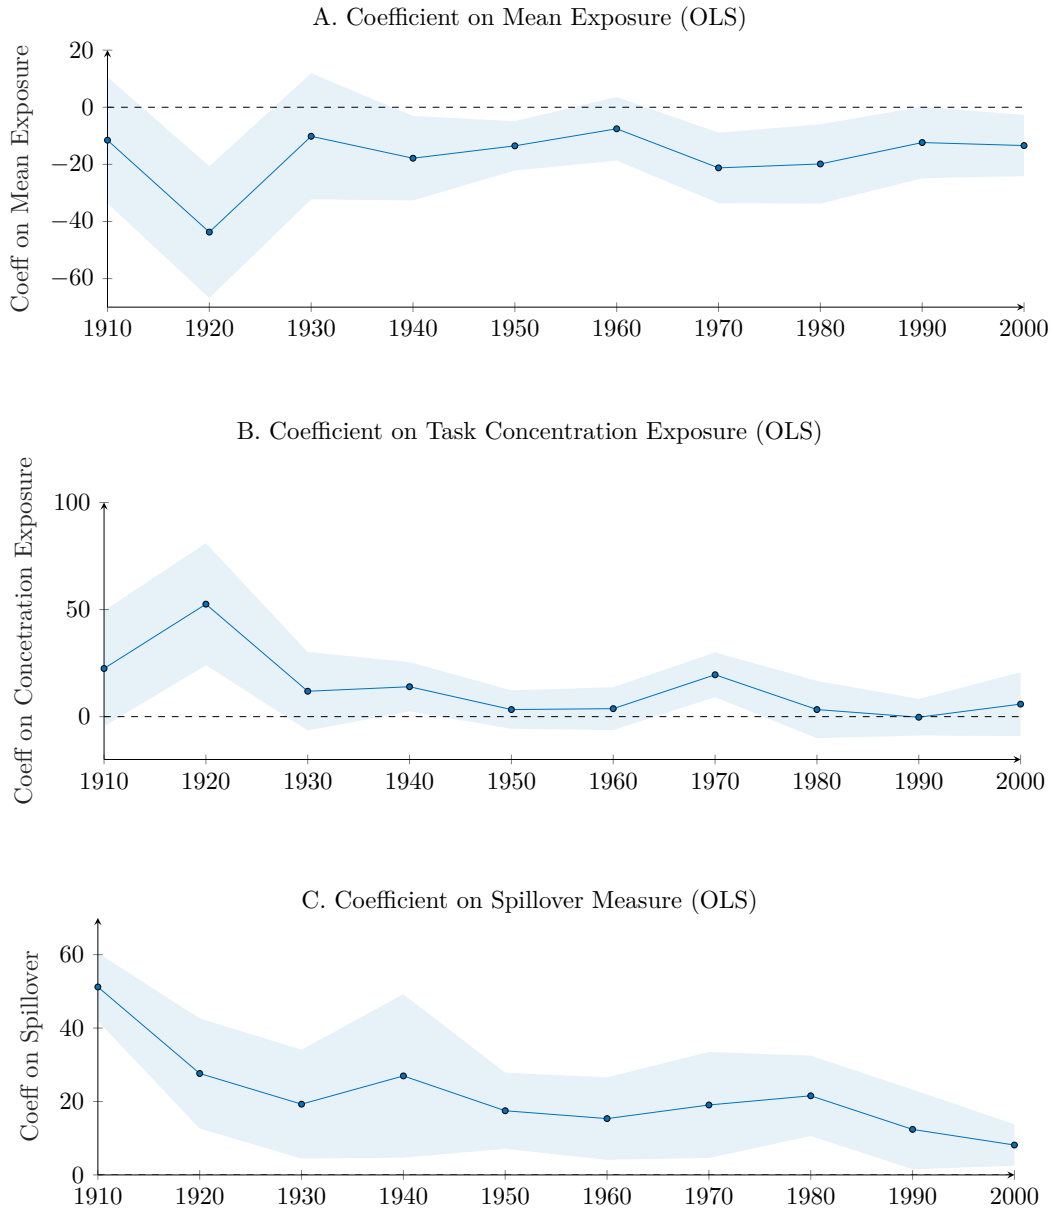 A. Coefficient on Mean Exposure (OLS)
Coeff on Mean Exposure
20
0
−20
−40
−60
1910 1920 1930 1940 1950 1960 1970 1980 1990 2000
B. Coefficient on Task Concentration Exposure (OLS)
Coeff on Concetration Exposure
100
50
0
1910 1920 1930 1940 1950 1960 1970 1980 1990 2000
C. Coefficient on Spillover Measure (OLS)
Coeff on Spillover
60
40
20
0
1910 1920 1930 1940 1950 1960 1970 1980 1990 2000